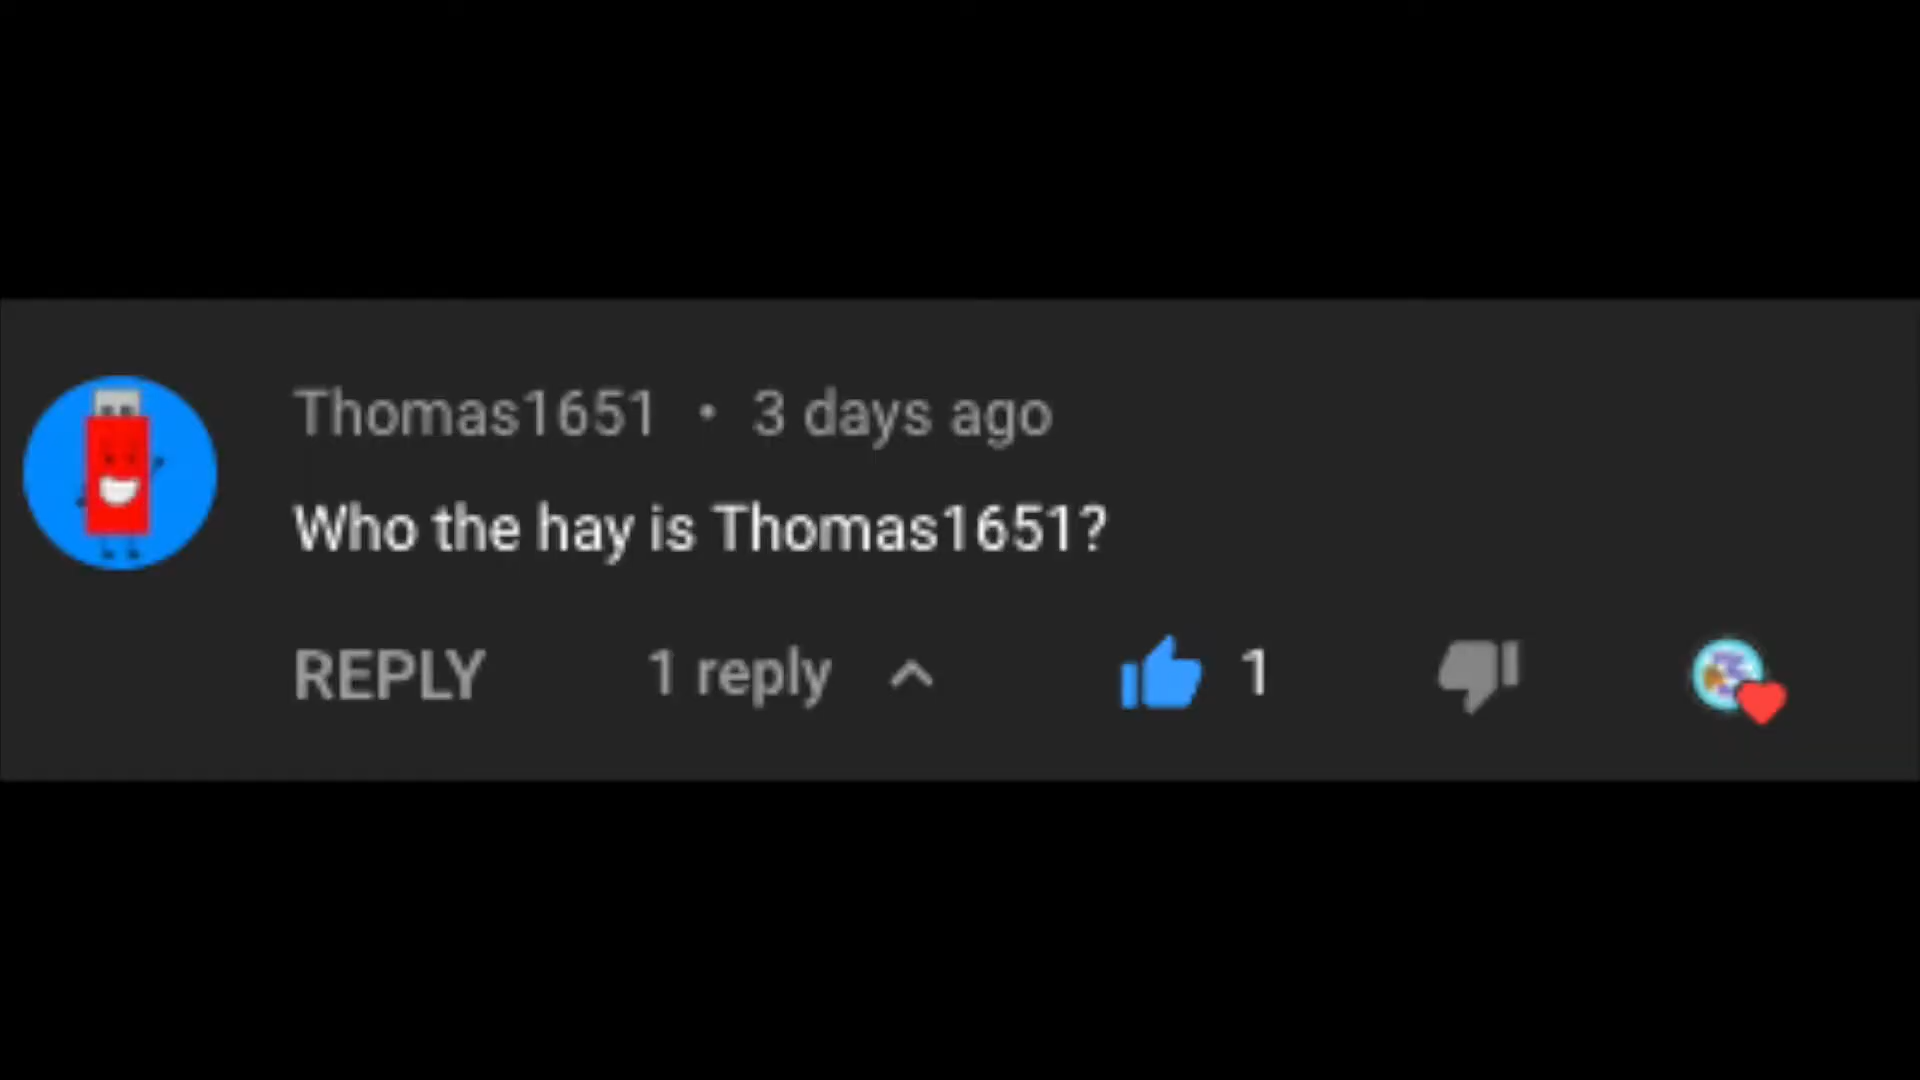 Thomas1651 • 3 days ago
Who the hay is Thomas1651?
REPLY 1 reply 1